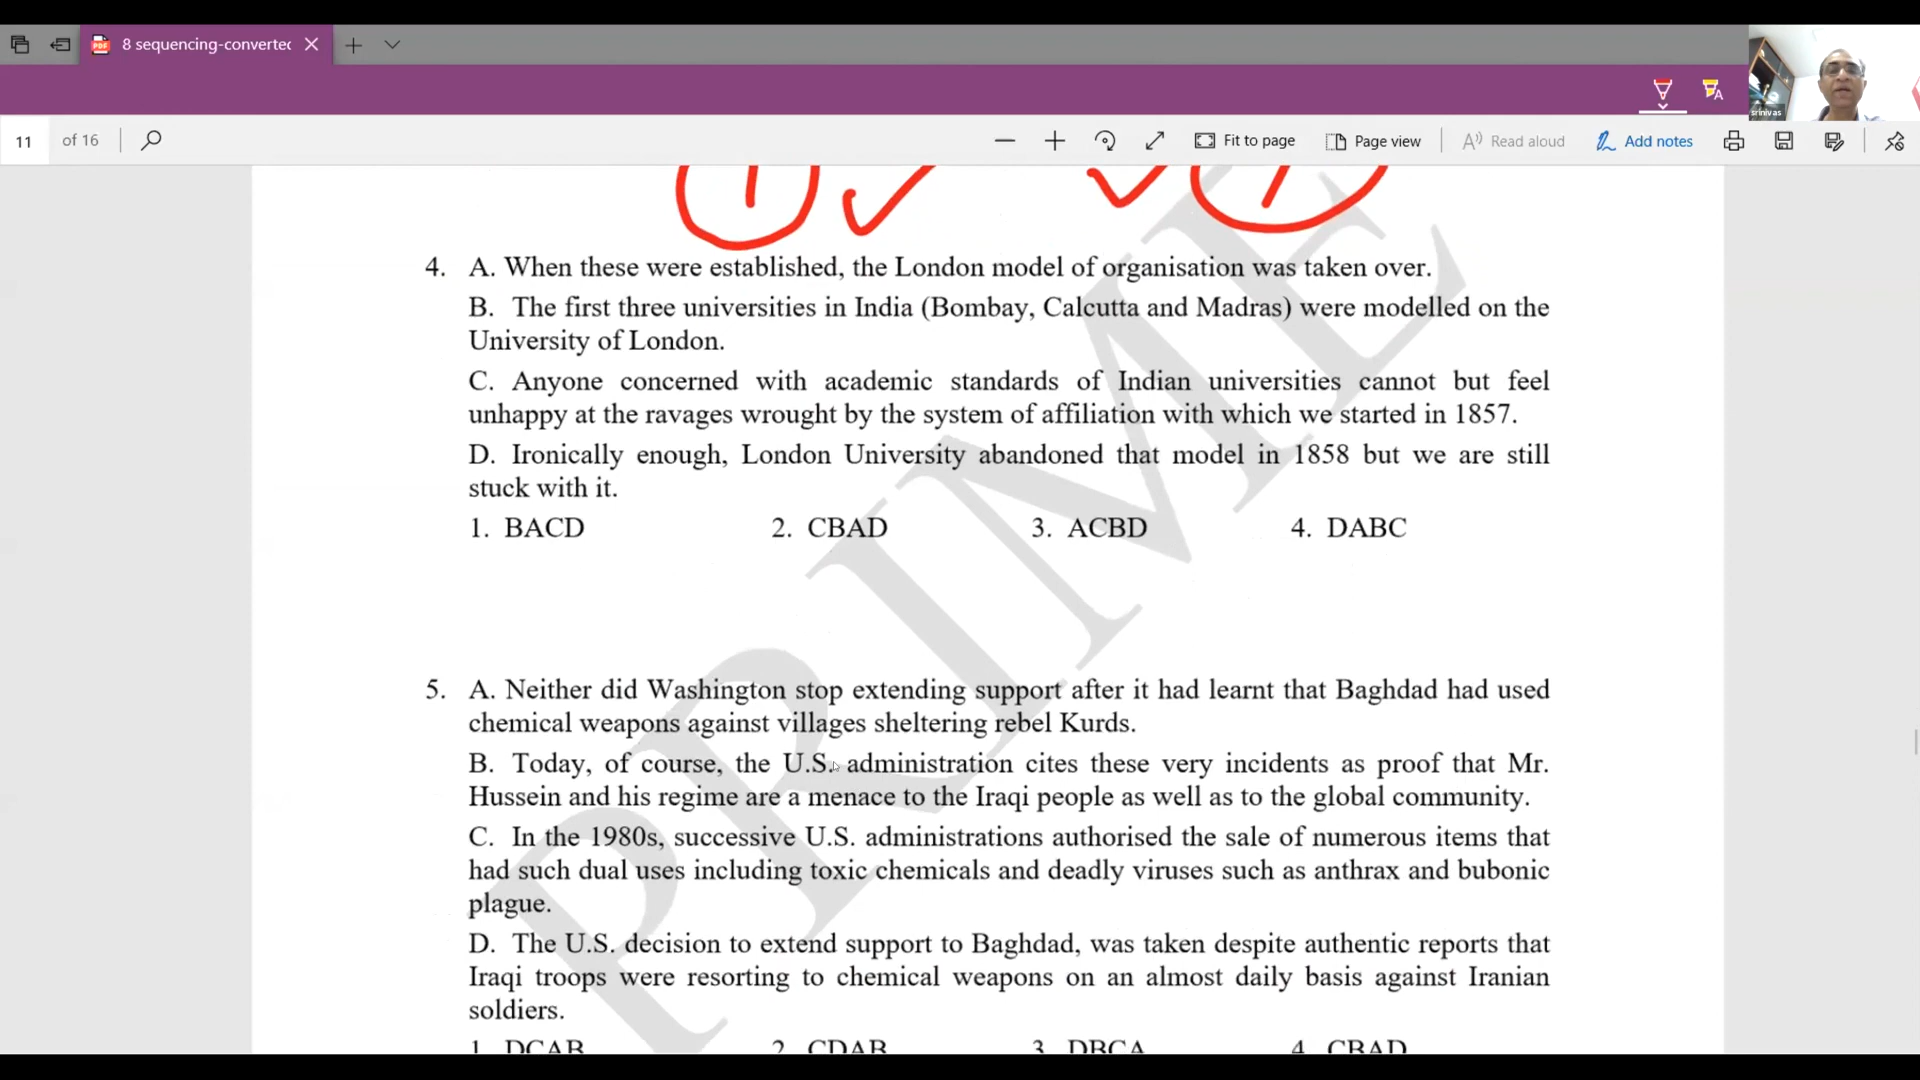 8 sequencing-converted
srinivas
11 of 16 Fit to page Page view Read aloud Add notes
4. A. When these were established, the London model of organisation was taken over.
B. The first three universities in India (Bombay, Calcutta and Madras) were modelled on the
University of London.
C. Anyone concerned with academic standards of Indian universities cannot but feel
unhappy at the ravages wrought by the system of affiliation with which we started in 1857.
D. Ironically enough, London University abandoned that model in 1858 but we are still
stuck with it.
1. BACD 2. CBAD 3. ACBD 4. DABC
5. A. Neither did Washington stop extending support after it had learnt that Baghdad had used
chemical weapons against villages sheltering rebel Kurds.
B. Today, of course, the U.S. administration cites these very incidents as proof that Mr.
Hussein and his regime are a menace to the Iraqi people as well as to the global community.
C. In the 1980s, successive U.S. administrations authorised the sale of numerous items that
had such dual uses including toxic chemicals and deadly viruses such as anthrax and bubonic
plague.
D. The U.S. decision to extend support to Baghdad, was taken despite authentic reports that
Iraqi troops were resorting to chemical weapons on an almost daily basis against Iranian
soldiers.
1. DCAB 2. CDAB 3. DBCA 4. CBAD
PRIME